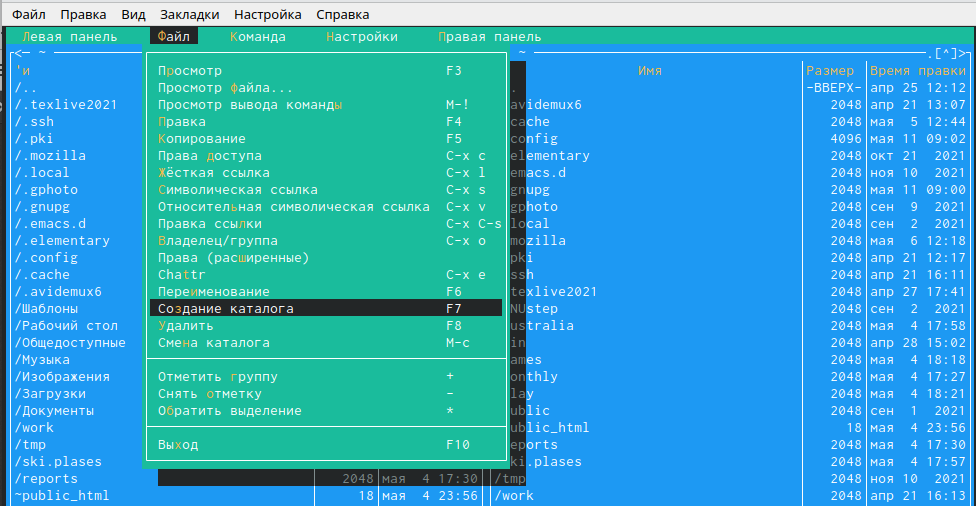 Файл Правка Вид Закладки Настройка Справка
Левая панель Файл Команда Настройки Правая панель
<— ~ ~ .[^]>
'и Имя Размер Время правки
/.. -ВВЕРХ- апр 25 12:12
/.texlive2021 avidemux6 2048 апр 21 13:07
/.ssh cache 2048 мая 5 12:44
/.pki config 4096 мая 11 09:02
/.mozilla elementary 2048 окт 21 2021
/.local emacs.d 2048 ноя 10 2021
/.gphoto gnupg 2048 мая 11 09:00
/.gnupg gphoto 2048 сен 9 2021
/.emacs.d local 2048 сен 2 2021
/.elementary mozilla 2048 мая 6 12:18
/.config pki 2048 апр 21 12:17
/.cache ssh 2048 апр 21 16:11
/.avidemux6 texlive2021 2048 апр 27 17:41
/Шаблоны NUstep 2048 сен 2 2021
/Рабочий стол ustralia 2048 мая 4 17:58
/Общедоступные in 2048 апр 28 15:02
/Музыка ames 2048 мая 4 18:18
/Изображения onthly 2048 мая 4 17:27
/Загрузки lay 2048 мая 4 18:21
/Документы ublic 2048 сен 1 2021
/work ublic_html 18 мая 4 23:56
/tmp eports 2048 мая 4 17:30
/ski.plases ki.plases 2048 мая 4 17:57
/reports 2048 мая 4 17:30 /tmp 2048 ноя 10 2021
~public_html 18 мая 4 23:56 /work 2048 апр 21 16:13
Просмотр F3
Просмотр файла...
Просмотр вывода команды M-!
Правка F4
Копирование F5
Права доступа C-x c
Жёсткая ссылка C-x l
Символическая ссылка C-x s
Относительная символическая ссылка C-x v
Правка ссылки C-x C-s
Владелец/группа C-x o
Права (расширенные)
Chattr C-x e
Переименование F6
Создание каталога F7
Удалить F8
Смена каталога M-c
Отметить группу +
Снять отметку -
Обратить выделение *
Выход F10